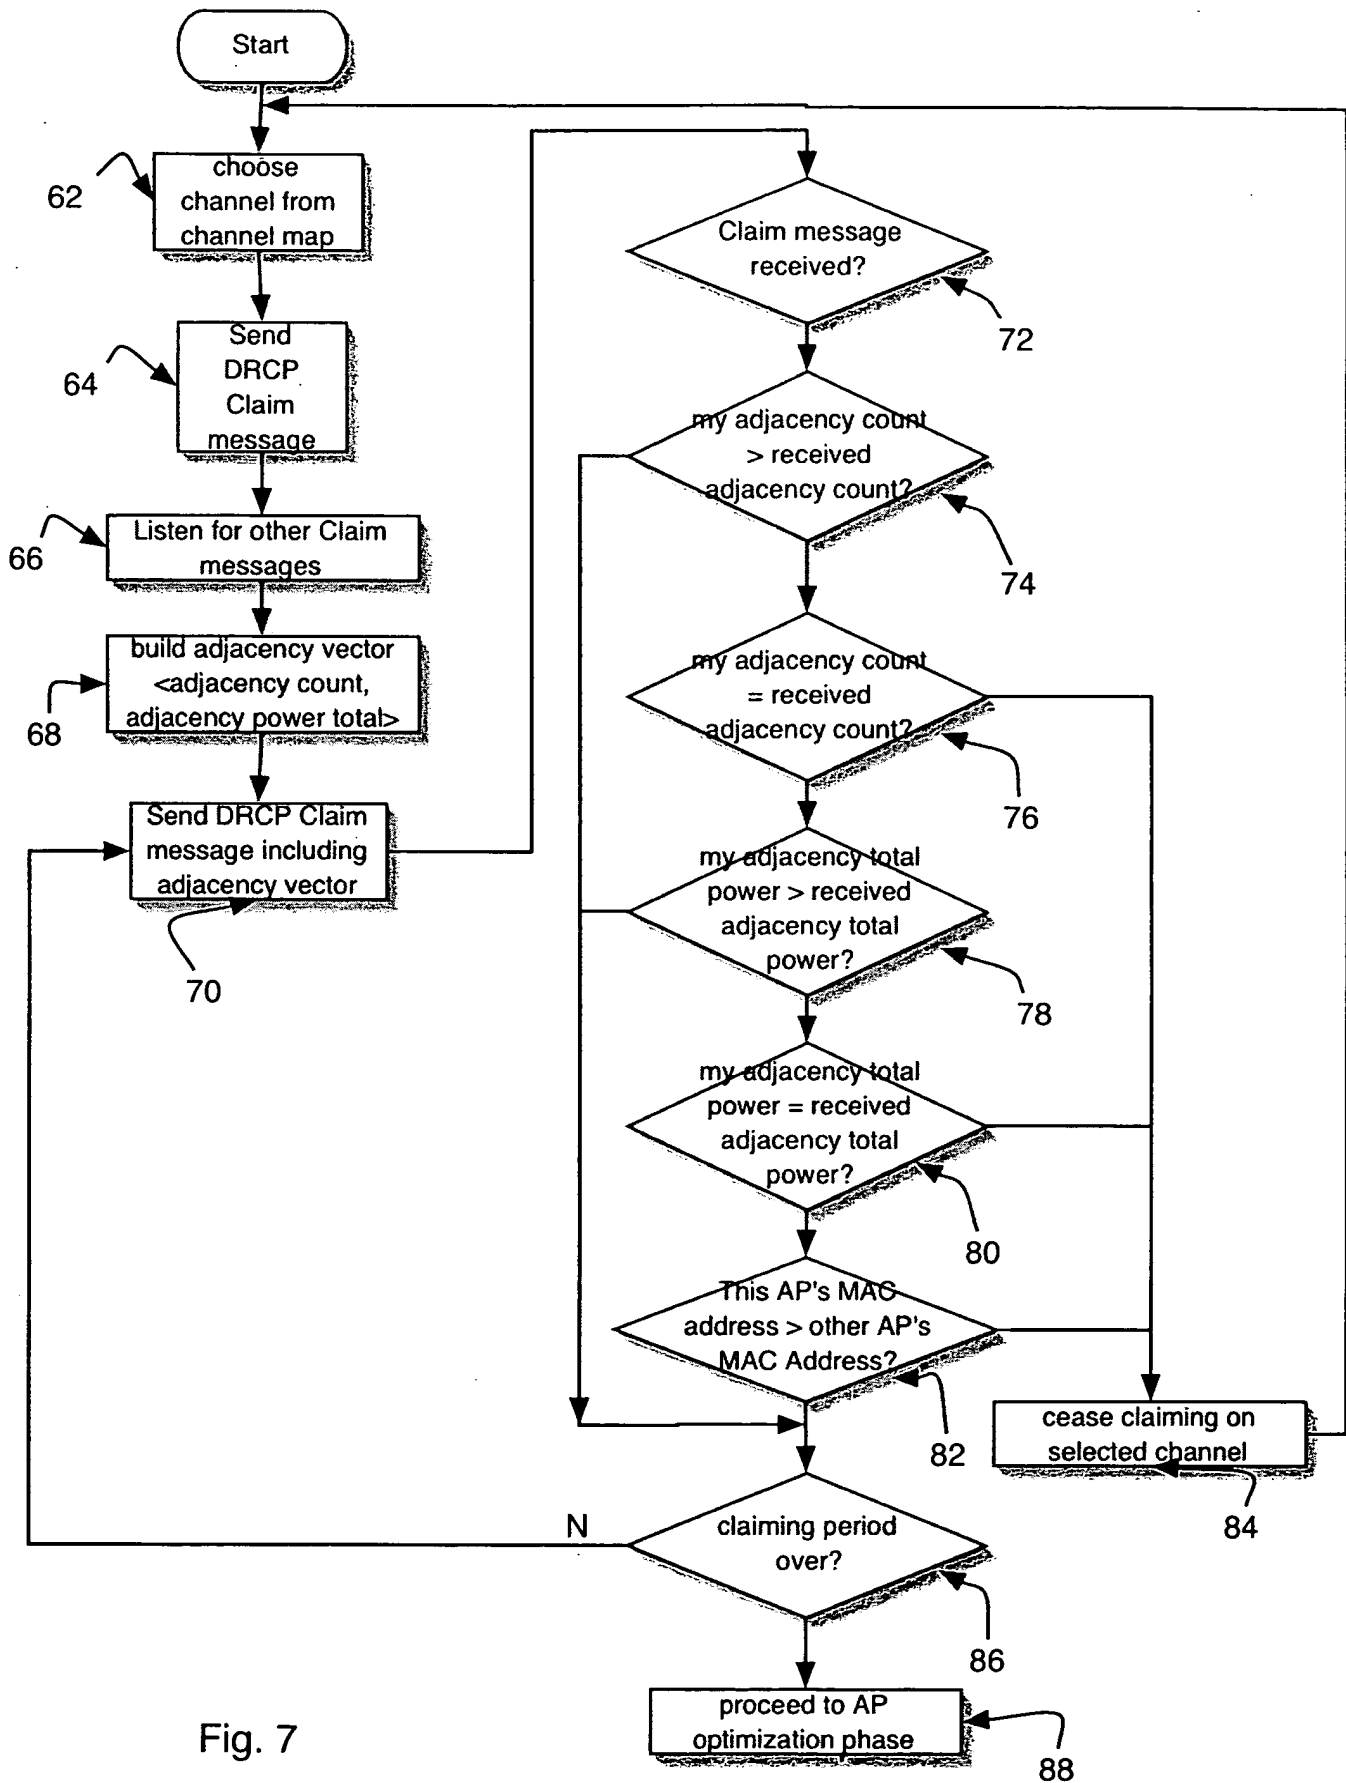 Start
choose
channel from
channel map
62
Send
DRCP
Claim
message
64
Listen for other Claim
messages
66
build adjacency vector
<adjacency count,
adjacency power total>
68
Send DRCP Claim
message including
adjacency vector
70
Claim message
received?
72
my adjacency count
> received
adjacency count?
74
my adjacency count
= received
adjacency count?
76
my adjacency total
power > received
adjacency total
power?
78
my adjacency total
power = received
adjacency total
power?
80
This AP's MAC
address > other AP's
MAC Address?
82
cease claiming on
selected channel
84
claiming period
over?
N
86
proceed to AP
optimization phase
88
Fig. 7